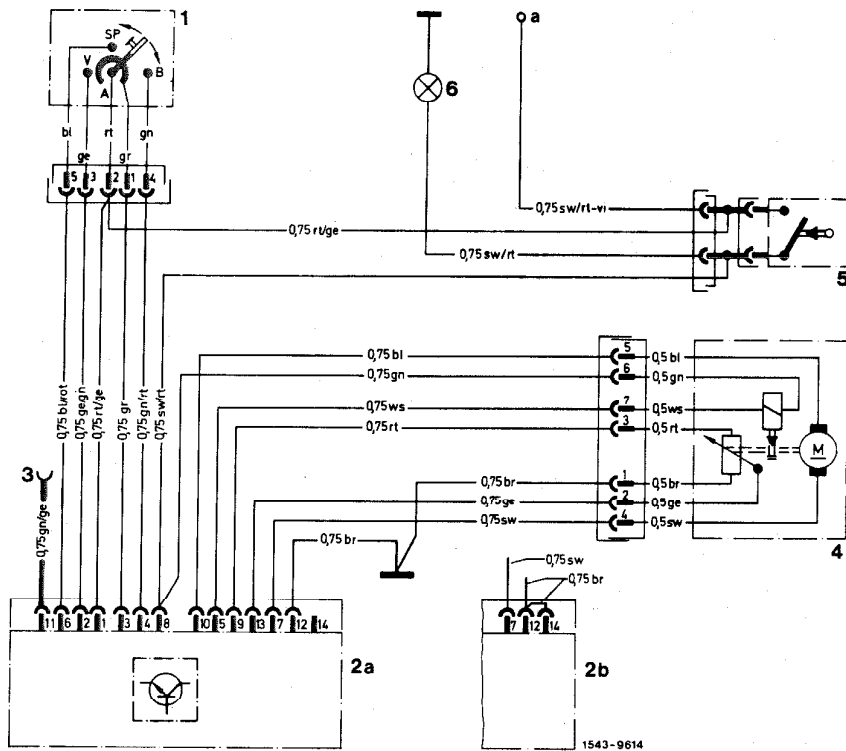 1
SP
V
B
A
bl
ge
rt
gr
gn
5 3 2 1 4
6
a
0,75 sw/rt-vi
0,75 rt/ge
0,75 sw/rt
5
0,75 bl/rot
0,75 ge/gn
0,75 rt/ge
0,75 gr
0,75 gn/rt
0,75 sw/rt
0,75 bl 5 0,5 bl
0,75 gn 6 0,5 gn
0,75 ws 7 0,5 ws
0,75 rt 3 0,5 rt
M
0,75 br 1 0,5 br
0,75 ge 2 0,5 ge
0,75 sw 4 0,5 sw
4
3
0,75 gn/ge
0,75 br
0,75 sw
0,75 br
11 6 2 1 3 4 8 10 5 9 13 7 12 14
7 12 14
2a
2b
1543-9614